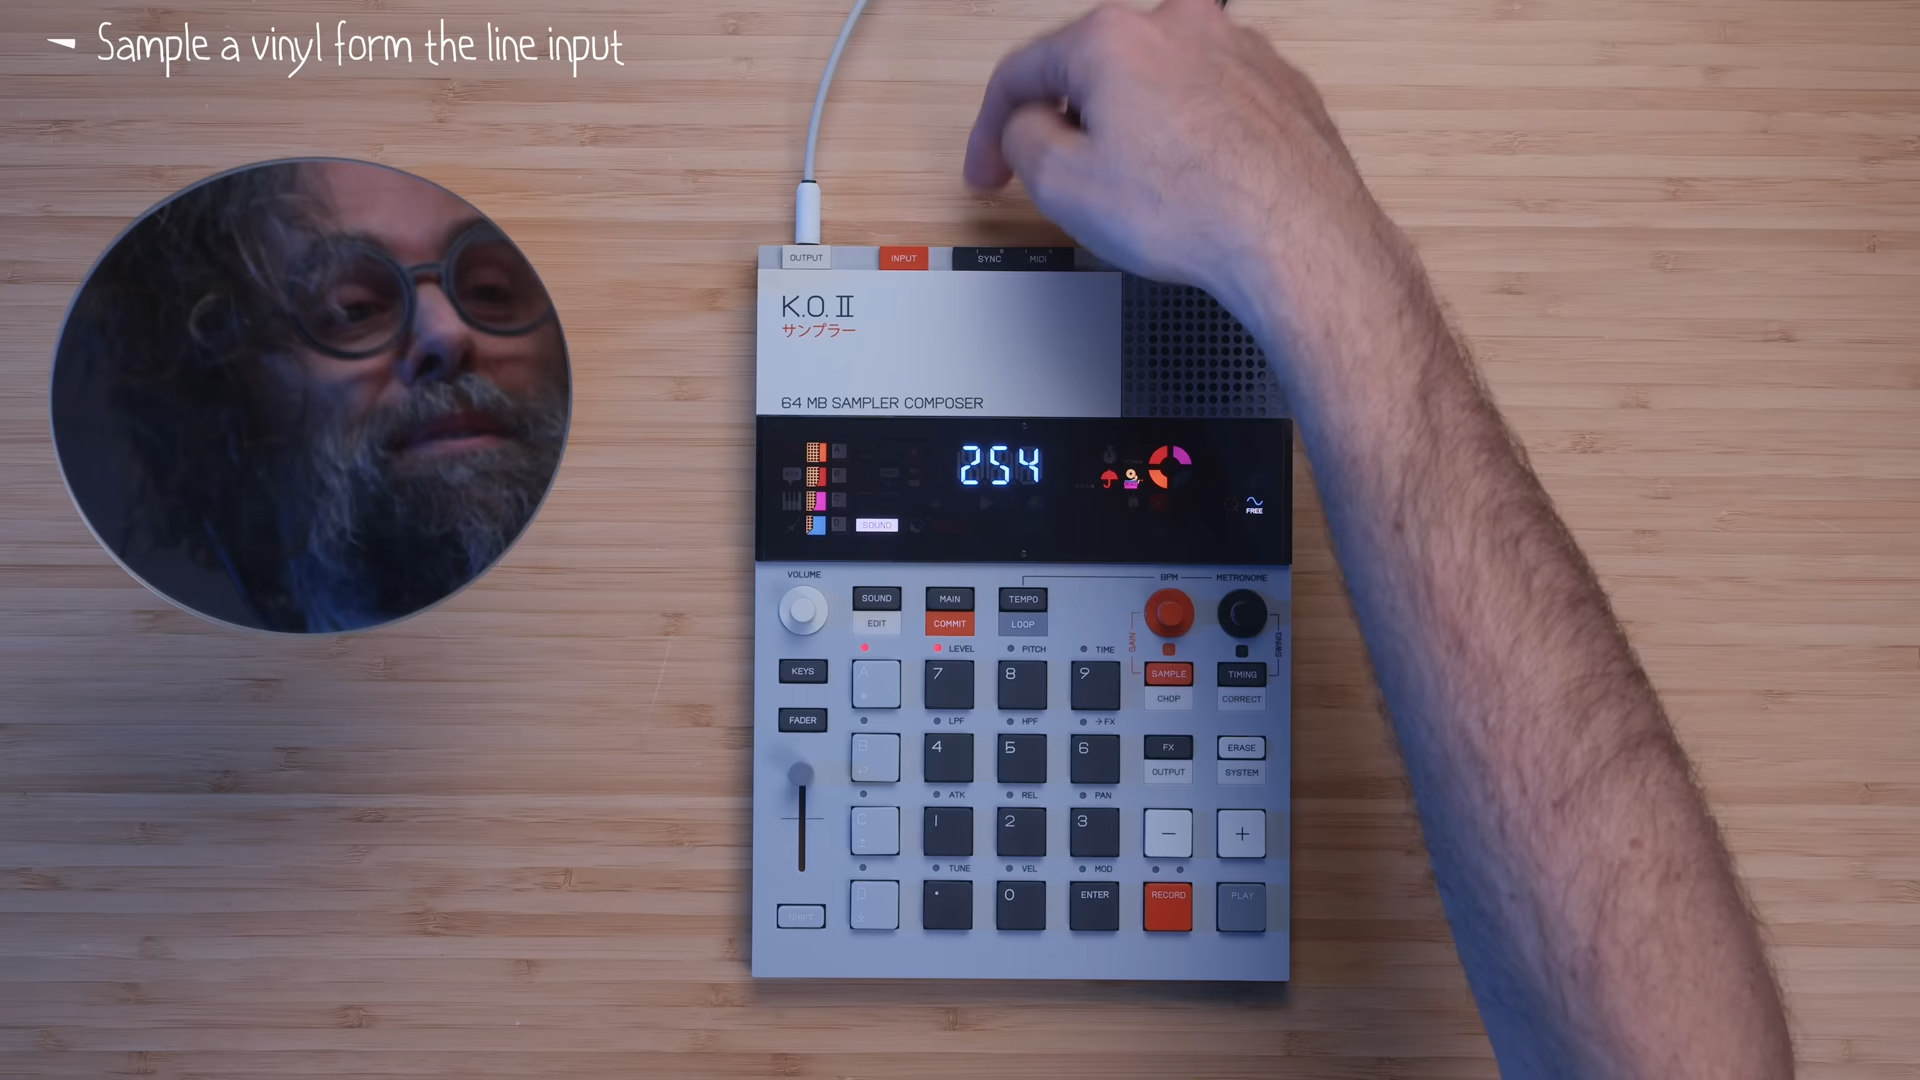 Sample a vinyl form the line input
OUTPUT INPUT SYNC MIDI
K.O. II
サンプラー
64 MB SAMPLER COMPOSER
254
FREE
SOUND
VOLUME BPM METRONOME
SOUND MAIN TEMPO
EDIT COMMIT LOOP
GAIN SWING
LEVEL PITCH TIME
KEYS A 7 8 9 SAMPLE TIMING
CHOP CORRECT
FADER LPF HPF → FX
B 4 5 6 FX ERASE
OUTPUT SYSTEM
ATK REL PAN
C 1 2 3 − +
TUNE VEL MOD
SHIFT D • 0 ENTER RECORD PLAY